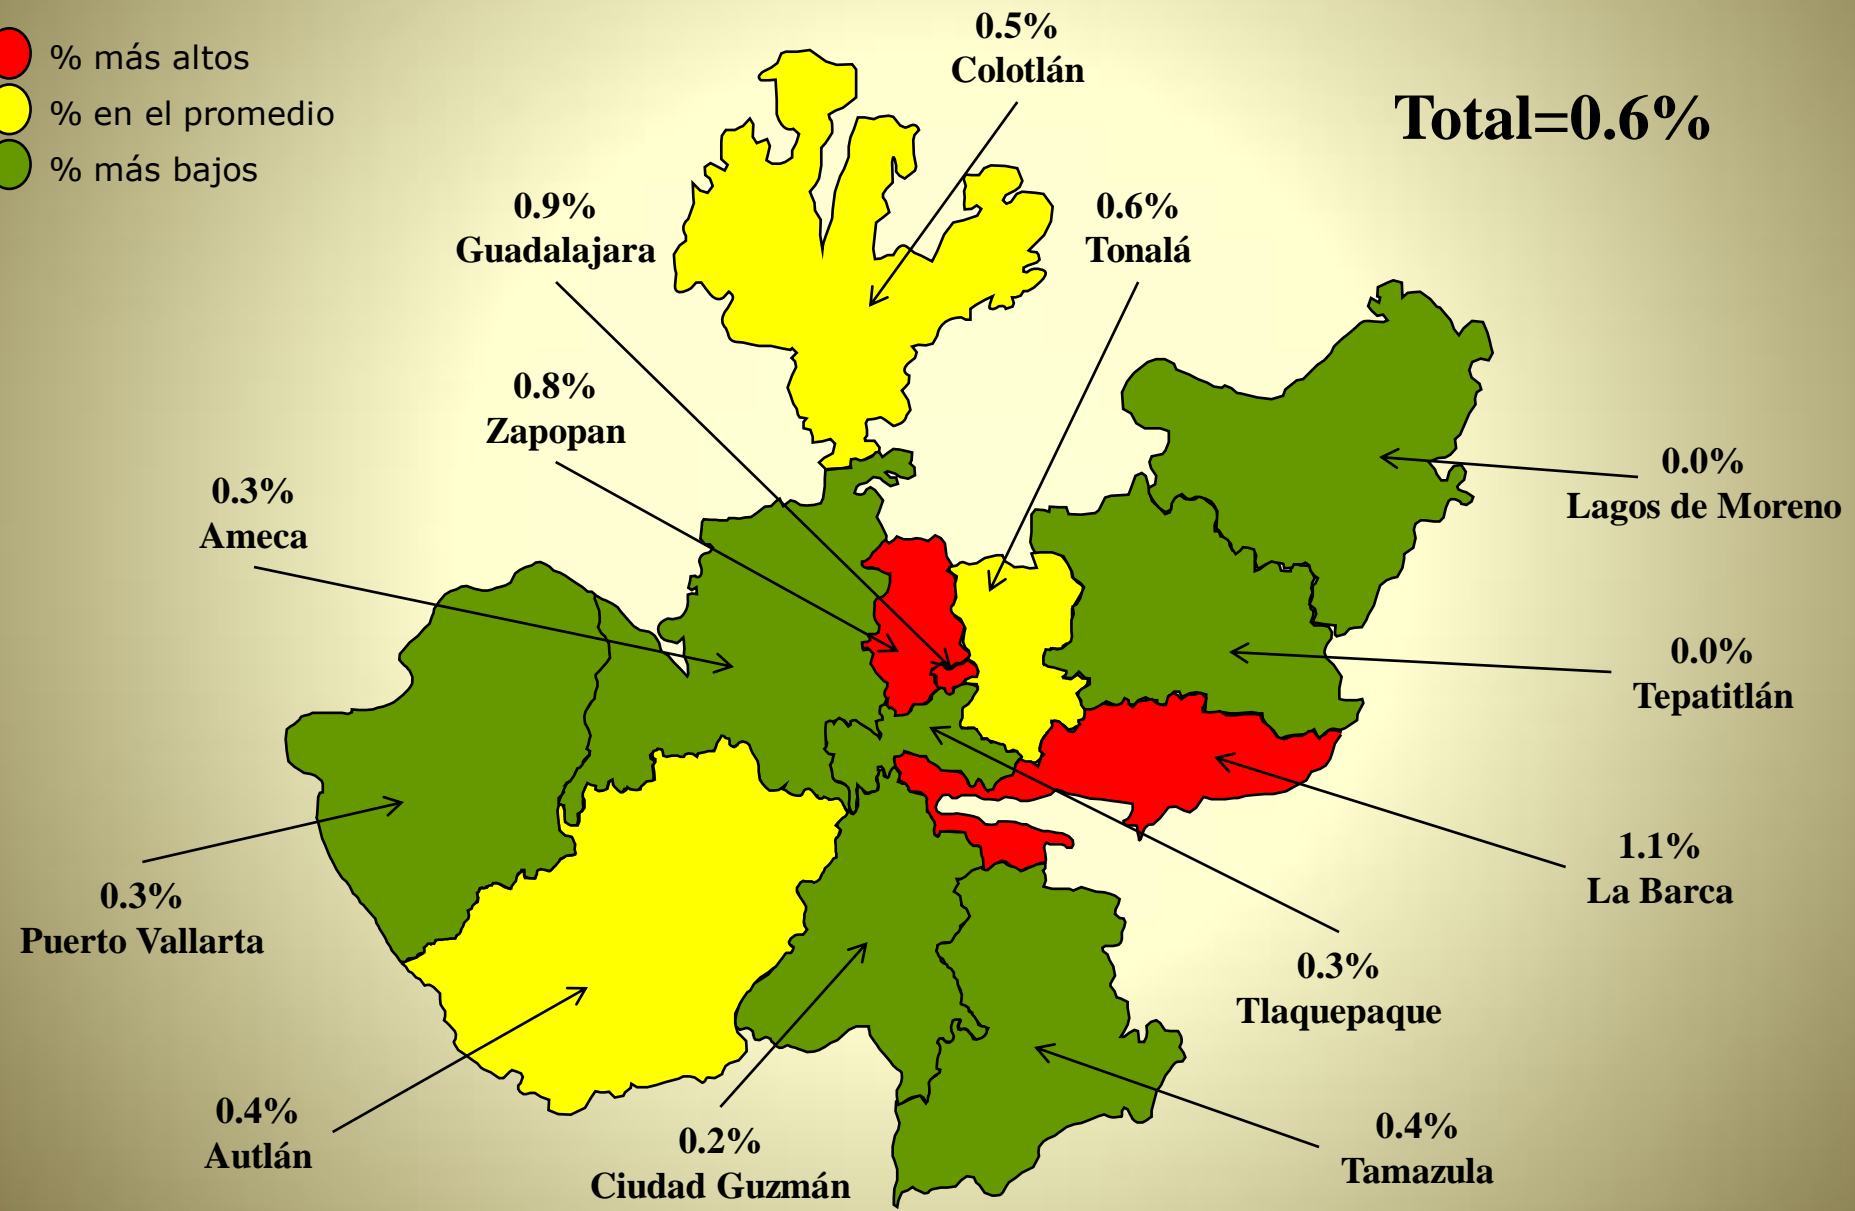 % más altos
% en el promedio
% más bajos
Total=0.6%
0.5%
Colotlán
0.9%
Guadalajara
0.6%
Tonalá
0.8%
Zapopan
0.3%
Ameca
0.0%
Lagos de Moreno
0.0%
Tepatitlán
1.1%
La Barca
0.3%
Puerto Vallarta
0.3%
Tlaquepaque
0.4%
Autlán
0.2%
Ciudad Guzmán
0.4%
Tamazula